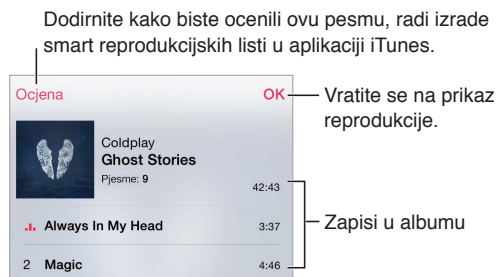 Dodirnite kako biste ocenili ovu pesmu, radi izrade
smart reprodukcijskih listi u aplikaciji iTunes.
Ocjena
OK
Vratite se na prikaz
reprodukcije.
Coldplay
Ghost Stories
Pjesme: 9
42:43
Always In My Head
3:37
Zapisi u albumu
2 Magic
4:46